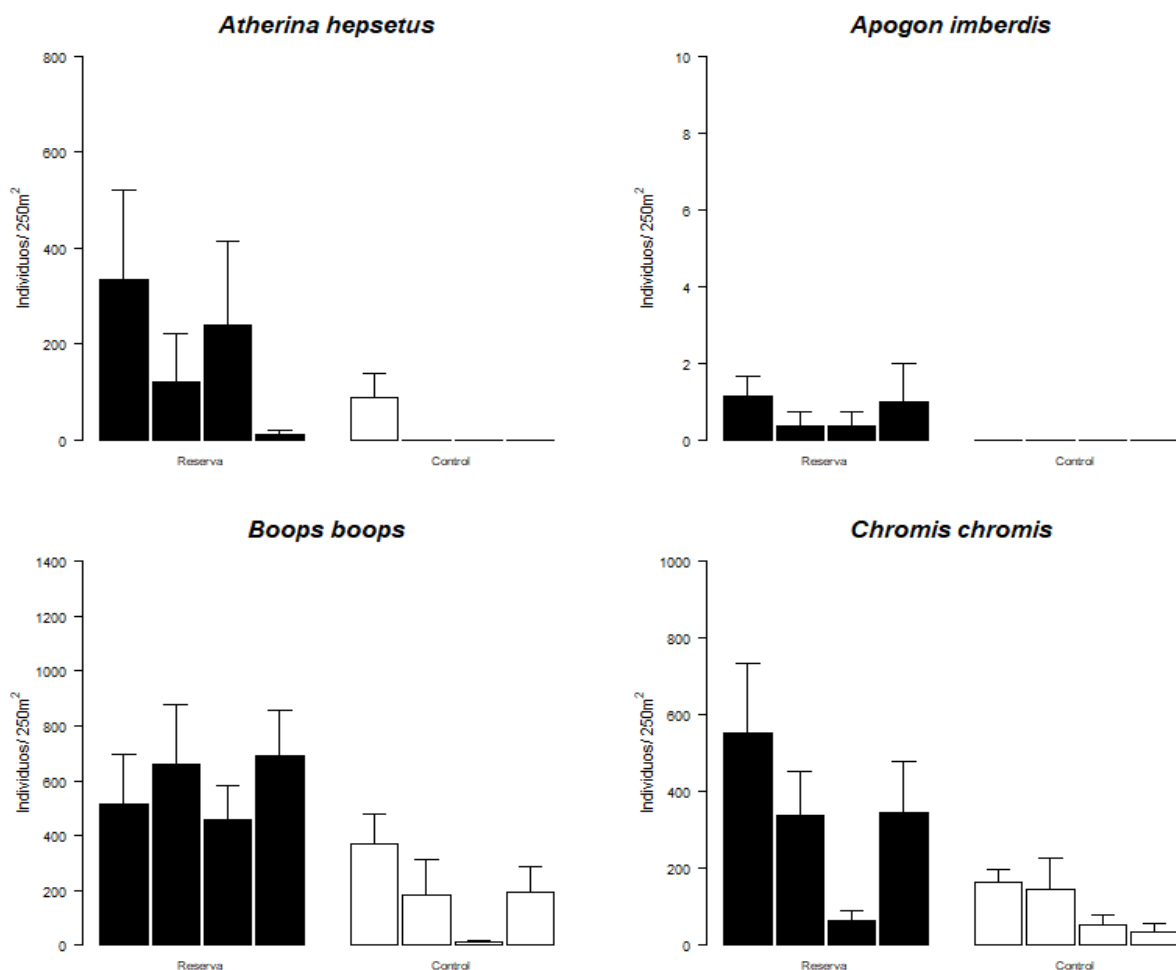 Atherina hepsetus
800
600
400
200
0
Individuos/ 250m²
Reserva
Control
Apogon imberdis
10
8
6
4
2
0
Individuos/ 250m²
Reserva
Control
Boops boops
1400
1200
1000
800
600
400
200
0
Individuos/ 250m²
Reserva
Control
Chromis chromis
1000
800
600
400
200
0
Individuos/ 250m²
Reserva
Control